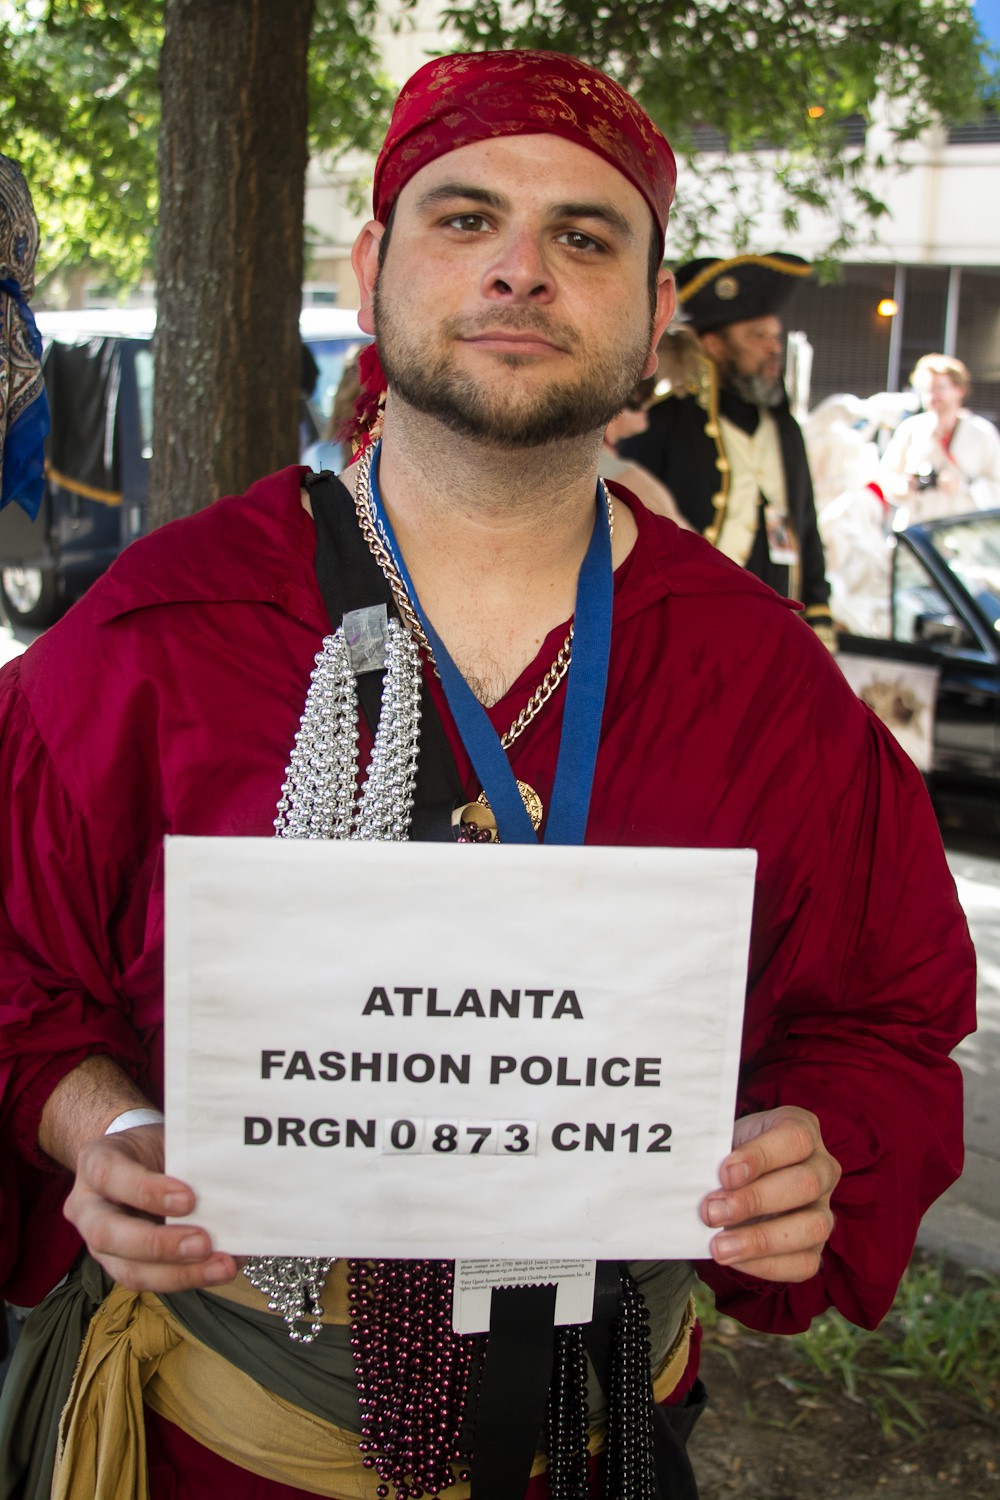 ATLANTA
FASHION POLICE
DRGN 0873 CN12